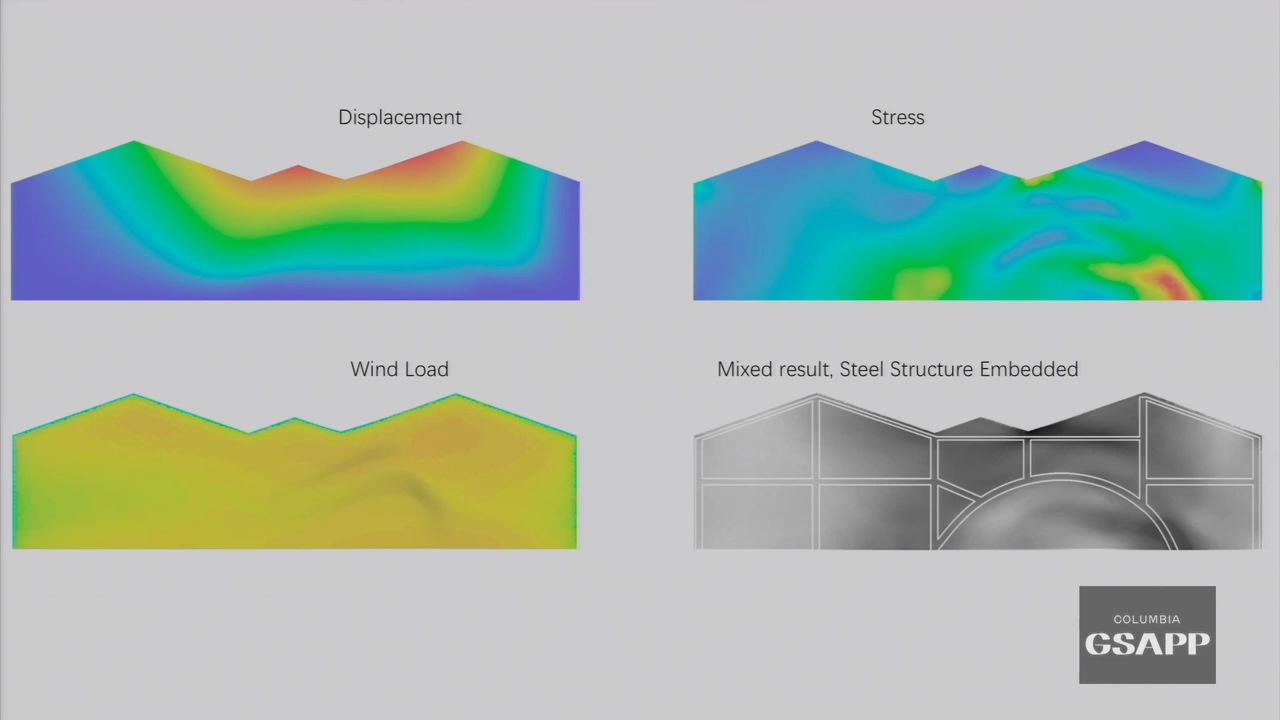 Displacement
Stress
Wind Load
Mixed result, Steel Structure Embedded
COLUMBIA
GSAPP